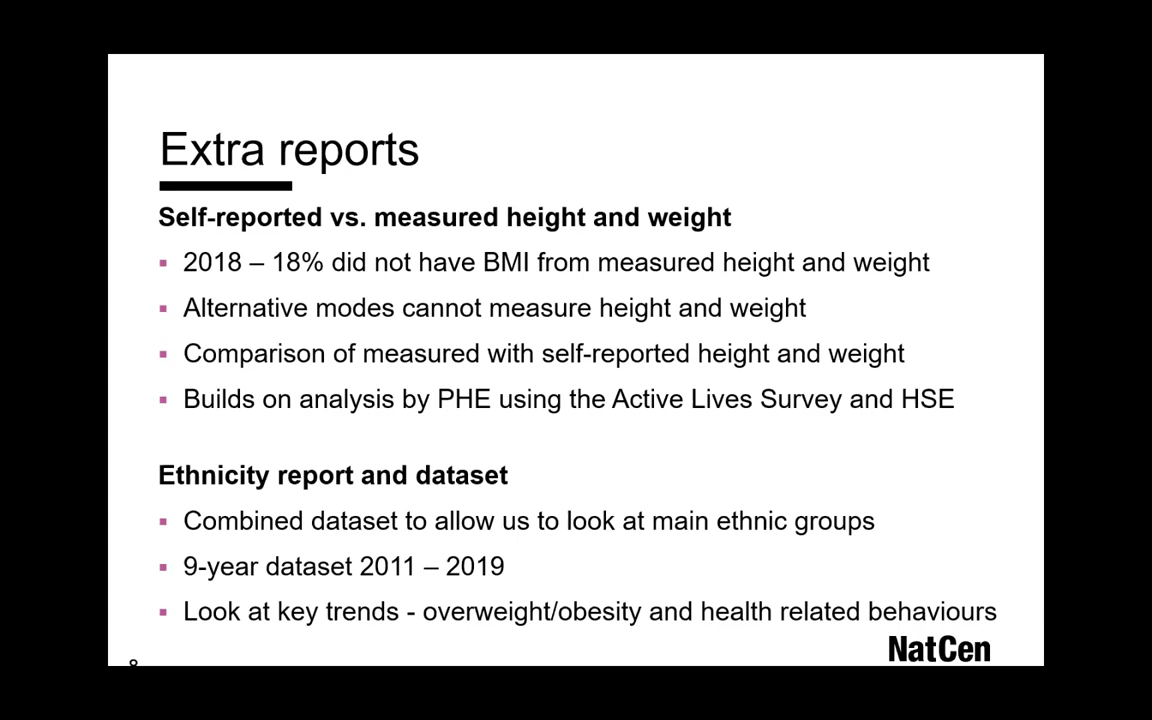 Extra reports
Self-reported vs. measured height and weight
▪ 2018 – 18% did not have BMI from measured height and weight
▪ Alternative modes cannot measure height and weight
▪ Comparison of measured with self-reported height and weight
▪ Builds on analysis by PHE using the Active Lives Survey and HSE
Ethnicity report and dataset
▪ Combined dataset to allow us to look at main ethnic groups
▪ 9-year dataset 2011 – 2019
▪ Look at key trends - overweight/obesity and health related behaviours
NatCen